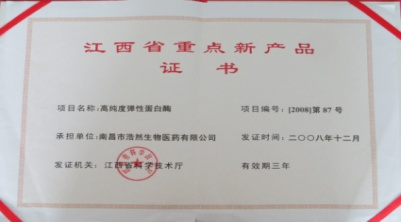 江西省重点新产品
证书
项目名称:高纯度弹性蛋白酶
项目编号:[2008]第 87 号
承担单位:南昌市浩然生物医药有限公司
发证时间:二〇〇八年十二月
发证机关: 江西省科学技术厅
有效期三年